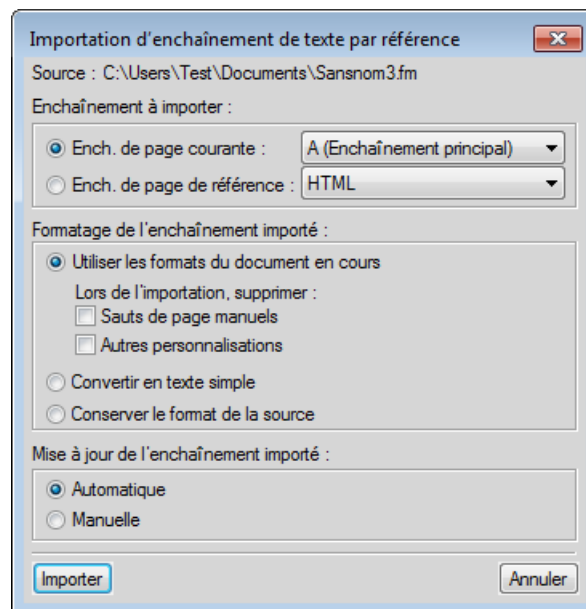 Importation d'enchaînement de texte par référence
Source : C:\Users\Test\Documents\Sansnom3.fm
Enchaînement à importer :
Ench. de page courante : A (Enchaînement principal)
Ench. de page de référence : HTML
Formatage de l'enchaînement importé :
Utiliser les formats du document en cours
Lors de l'importation, supprimer :
Sauts de page manuels
Autres personnalisations
Convertir en texte simple
Conserver le format de la source
Mise à jour de l'enchaînement importé :
Automatique
Manuelle
Importer Annuler